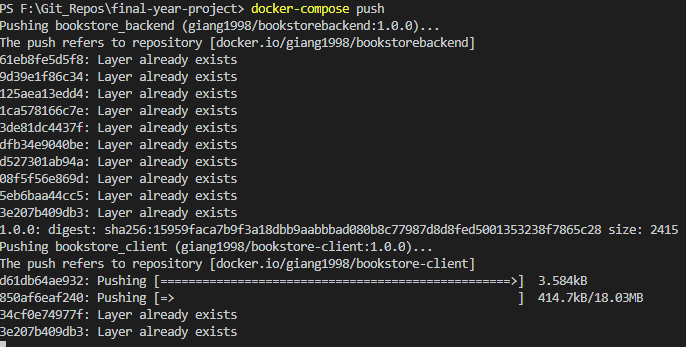 PS F:\Git_Repos\final-year-project> docker-compose push
Pushing bookstore_backend (giang1998/bookstorebackend:1.0.0)...
The push refers to repository [docker.io/giang1998/bookstorebackend]
61eb8fe5d5f8: Layer already exists
9d39e1f86c34: Layer already exists
125aea13edd4: Layer already exists
1ca578166c7e: Layer already exists
3de81dc4437f: Layer already exists
dfb34e9040be: Layer already exists
d527301ab94a: Layer already exists
08f5f56e869d: Layer already exists
5eb6baa44cc5: Layer already exists
3e207b409db3: Layer already exists
1.0.0: digest: sha256:15959faca7b9f3a18dbb9aabbbad080b8c77987d8d8fed5001353238f7865c28 size: 2415
Pushing bookstore_client (giang1998/bookstore-client:1.0.0)...
The push refers to repository [docker.io/giang1998/bookstore-client]
d61db64ae932: Pushing [==================================================>]  3.584kB
850af6eaf240: Pushing [=>                                                 ]  414.7kB/18.03MB
34cf0e74977f: Layer already exists
3e207b409db3: Layer already exists